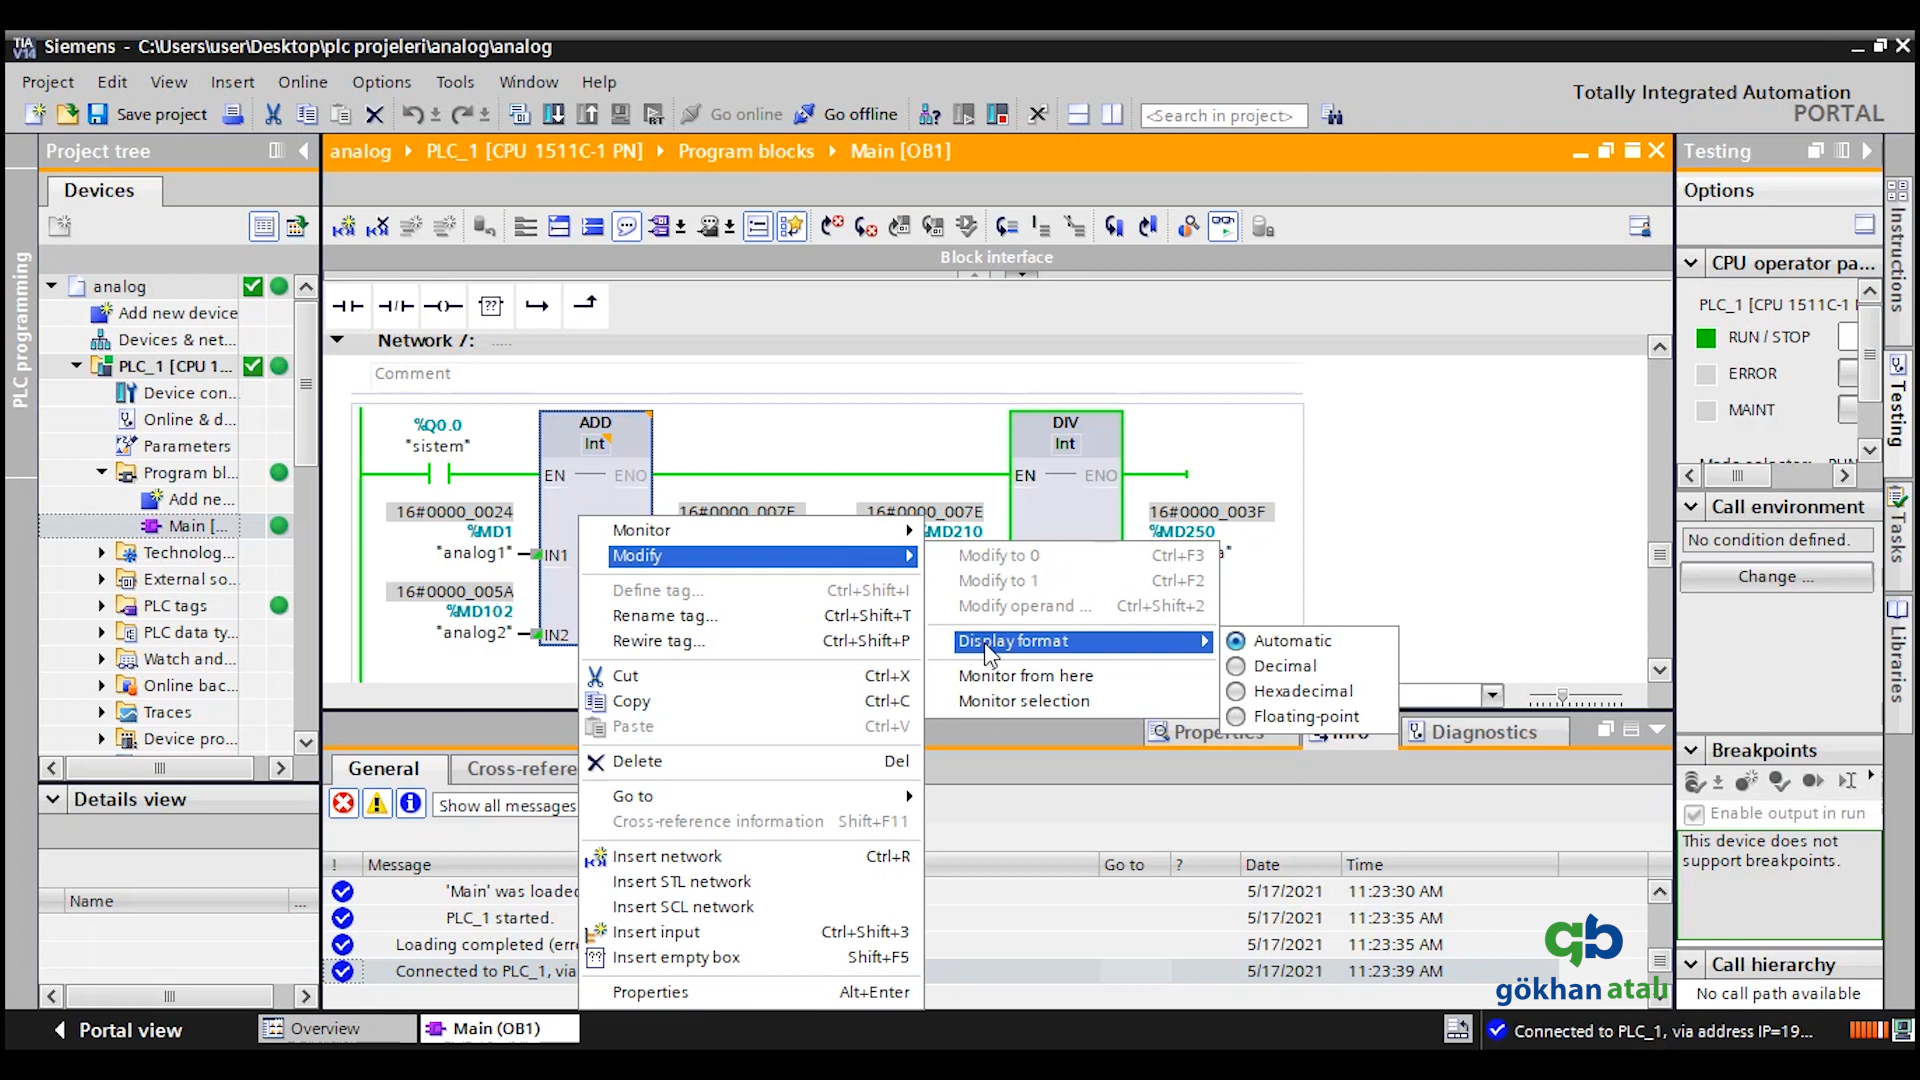 TIA V14 Siemens - C:\Users\user\Desktop\plc projeleri\analog\analog
Project Edit View Insert Online Options Tools Window Help
Totally Integrated Automation
PORTAL
Save project
Go online
Go offline
<Search in project>
Project tree
analog PLC_1 [CPU 1511C-1 PN] Program blocks Main [OB1]
Testing
Devices
Options
Block interface
PLC programming
analog
Add new device
Devices & net...
PLC_1 [CPU 1...
Device con...
Online & d...
Parameters
Program bl...
Add ne...
Main [...
Technolog...
External so...
PLC tags
PLC data ty...
Watch and...
Online bac...
Traces
Device pro...
Details view
Name ...
Network 7: .....
Comment
%Q0.0
"sistem"
ADD
Int
EN ENO
16#0000_0024
%MD1
"analog1"
IN1
16#0000_005A
%MD102
"analog2"
IN2
16#0000_007E
16#0000_007E
%MD210
DIV
Int
EN ENO
16#0000_003F
%MD250
Monitor
Modify
Define tag... Ctrl+Shift+I
Rename tag... Ctrl+Shift+T
Rewire tag... Ctrl+Shift+P
Cut Ctrl+X
Copy Ctrl+C
Paste Ctrl+V
Delete Del
Go to
Cross-reference information Shift+F11
Insert network Ctrl+R
Insert STL network
Insert SCL network
Insert input Ctrl+Shift+3
Insert empty box Shift+F5
Properties Alt+Enter
Modify to 0 Ctrl+F3
Modify to 1 Ctrl+F2
Modify operand ... Ctrl+Shift+2
Display format
Monitor from here
Monitor selection
Automatic
Decimal
Hexadecimal
Floating-point
Properties Info Diagnostics
General Cross-refere
Show all messages
! Message Go to ? Date Time
'Main' was loaded 5/17/2021 11:23:30 AM
PLC_1 started. 5/17/2021 11:23:35 AM
Loading completed (erro 5/17/2021 11:23:35 AM
Connected to PLC_1, via 5/17/2021 11:23:39 AM
CPU operator pa...
PLC_1 [CPU 1511C-1
RUN / STOP
ERROR
MAINT
Call environment
No condition defined.
Change ...
Breakpoints
Enable output in run
This device does not
support breakpoints.
Call hierarchy
No call path available
Instructions
Testing
Tasks
Libraries
gb
gökhan atalı
Portal view
Overview
Main (OB1)
Connected to PLC_1, via address IP=19...